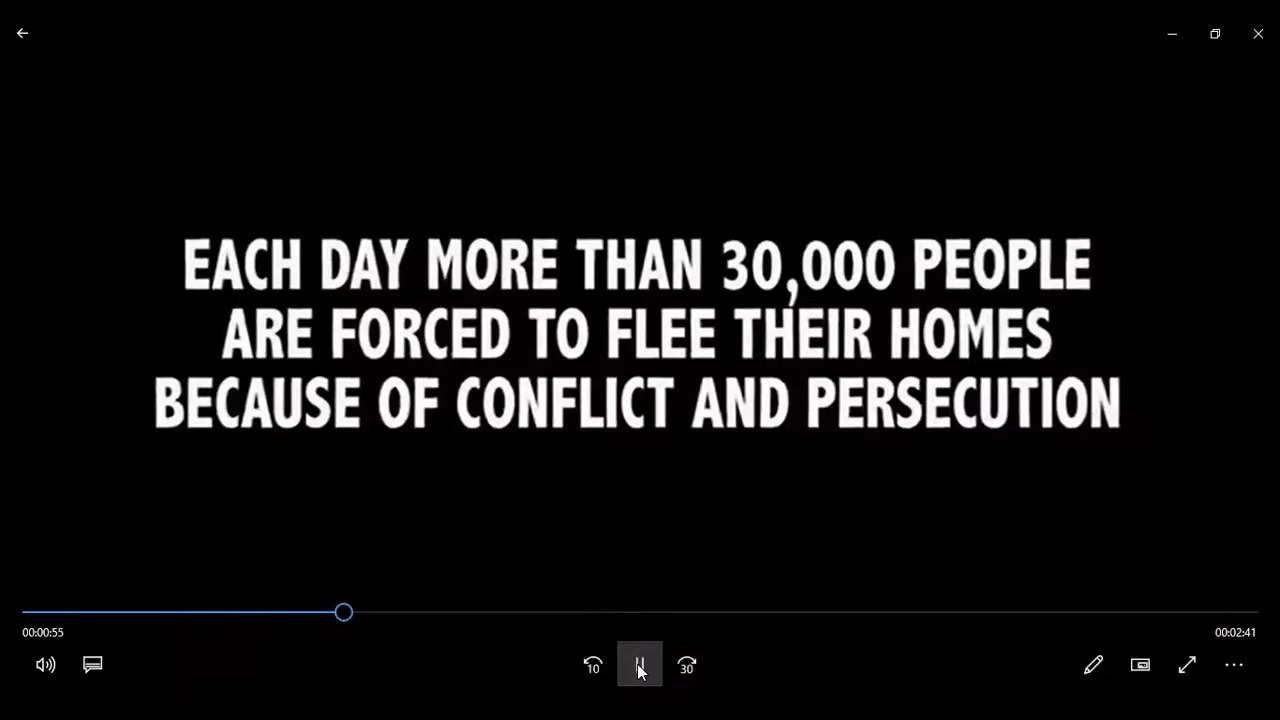 EACH DAY MORE THAN 30,000 PEOPLE
ARE FORCED TO FLEE THEIR HOMES
BECAUSE OF CONFLICT AND PERSECUTION
00:00:55
00:02:41
10
30